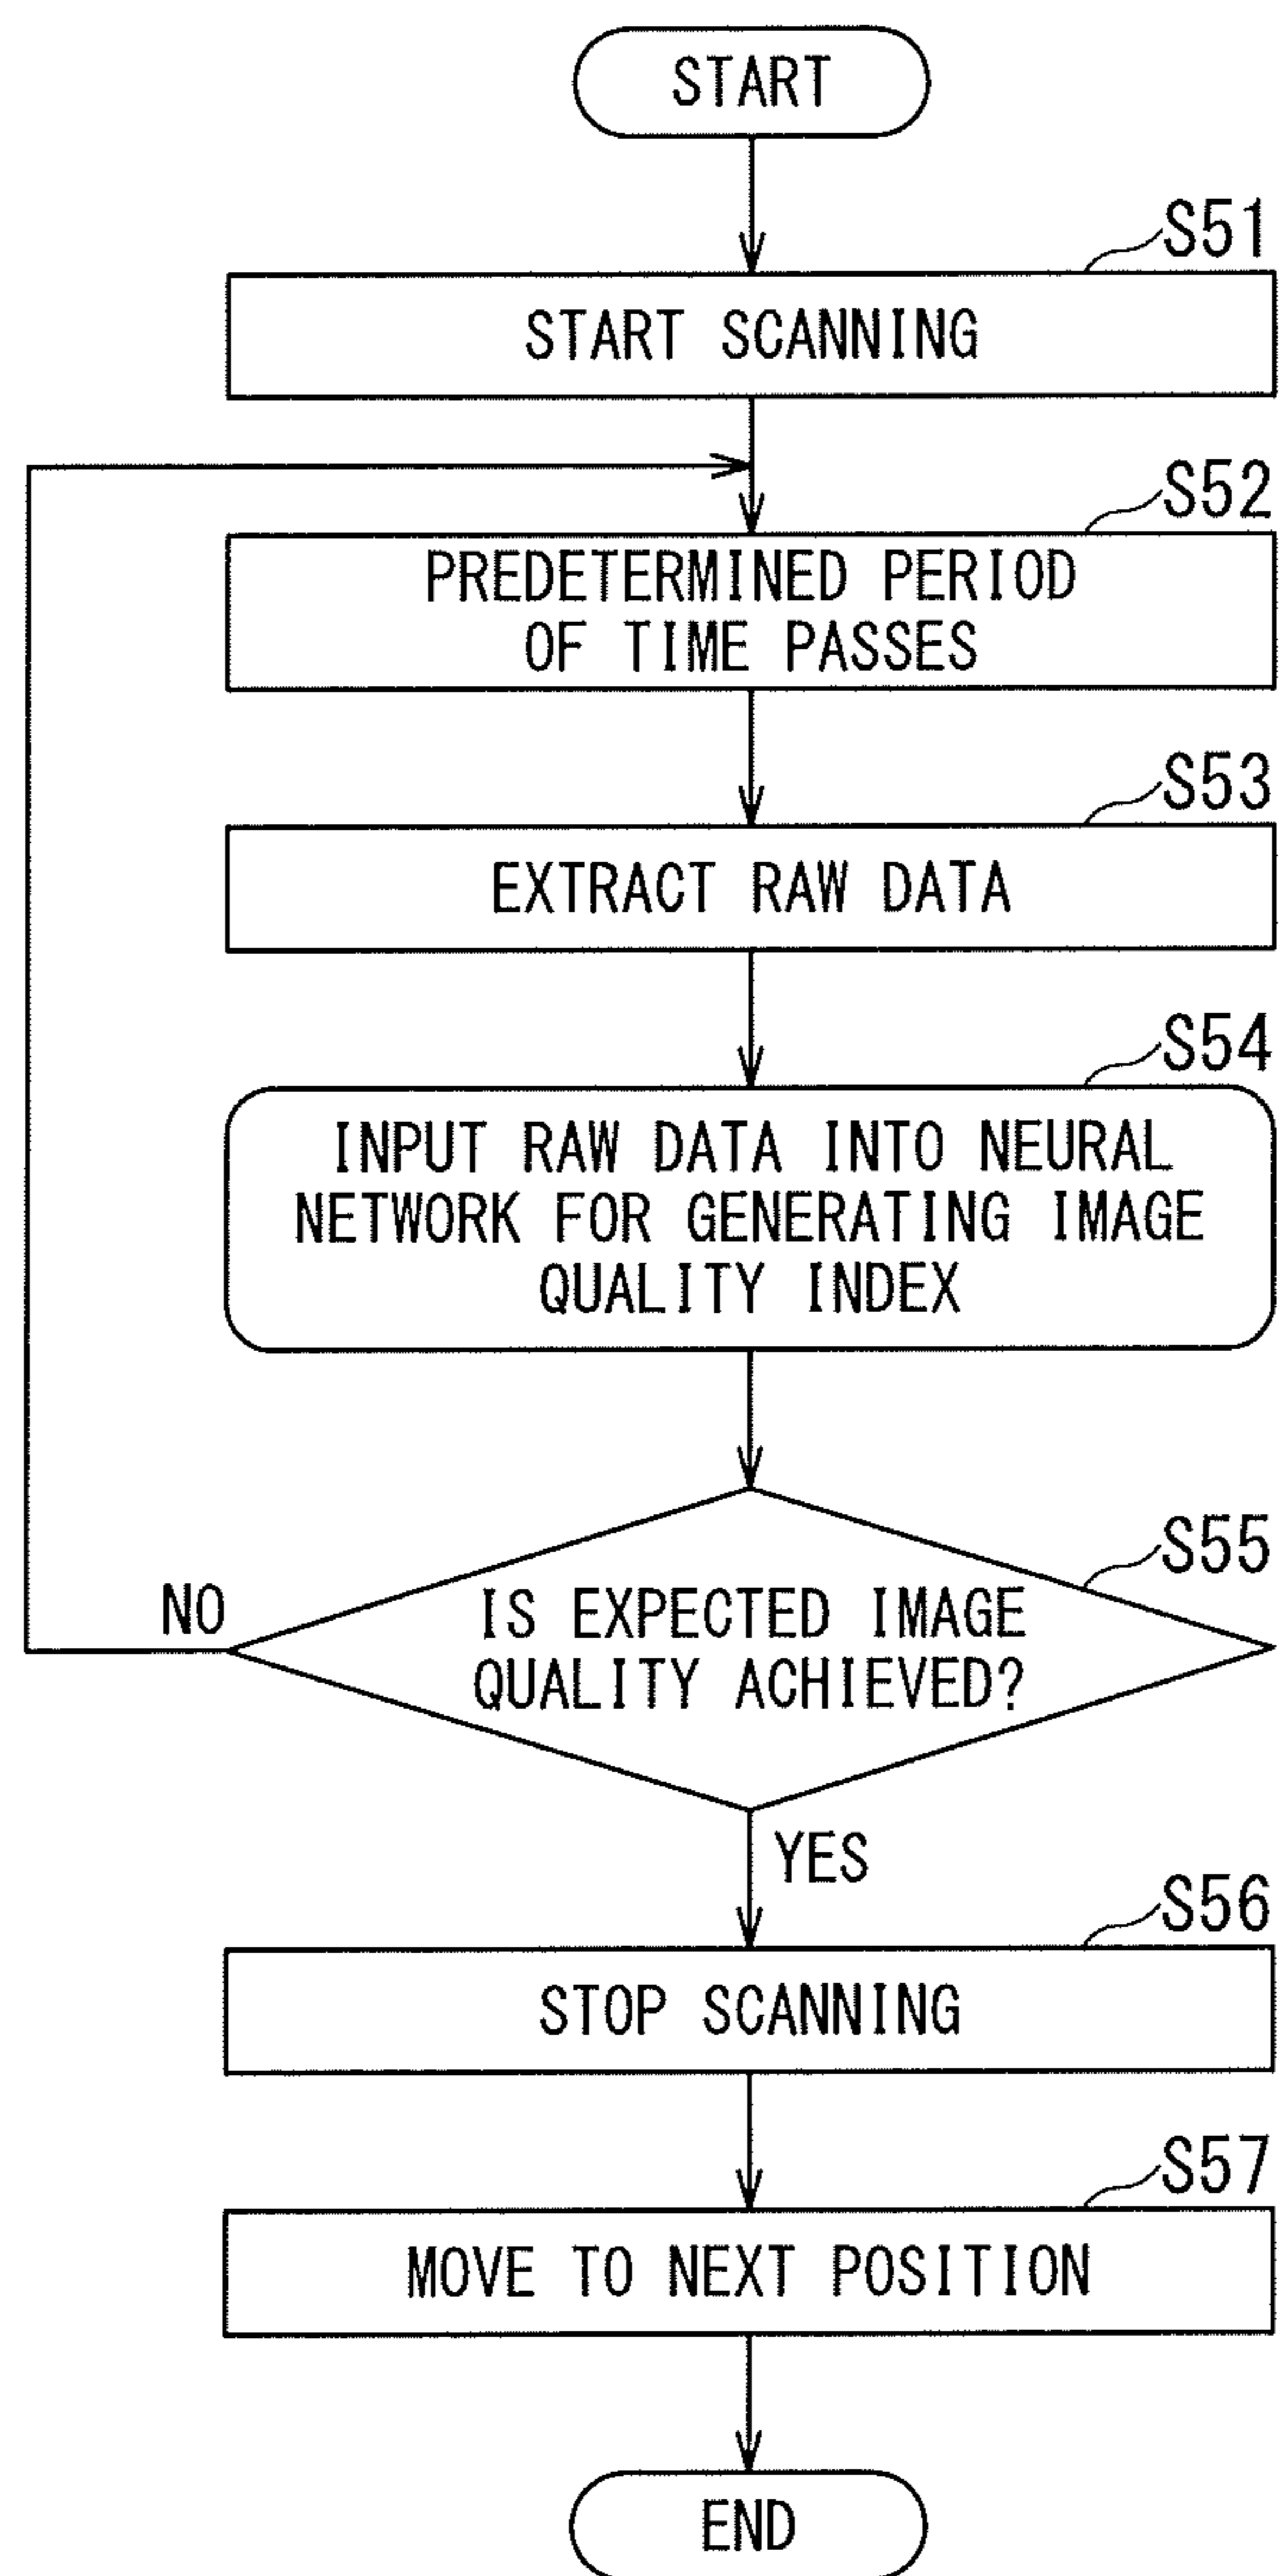 START
S51
START SCANNING
S52
PREDETERMINED PERIOD
OF TIME PASSES
S53
EXTRACT RAW DATA
S54
INPUT RAW DATA INTO NEURAL
NETWORK FOR GENERATING IMAGE
QUALITY INDEX
S55
NO
IS EXPECTED IMAGE
QUALITY ACHIEVED?
YES
S56
STOP SCANNING
S57
MOVE TO NEXT POSITION
END